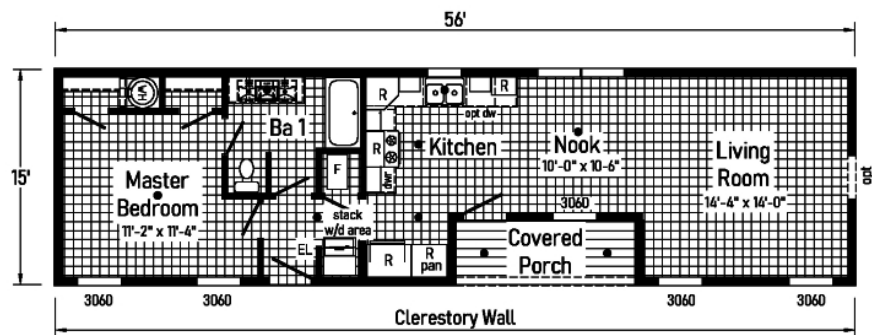 56'
15'
WH
Ba 1
R
R
opt dw
Kitchen
Nook
10'-0" x 10'-6"
Living
Room
14'-4" x 14'-0"
opt
Master
Bedroom
11'-2" x 11'-4"
F
R
dwr
stack
w/d area
3060
EL
R
R
pan
Covered
Porch
3060
3060
3060
3060
Clerestory Wall